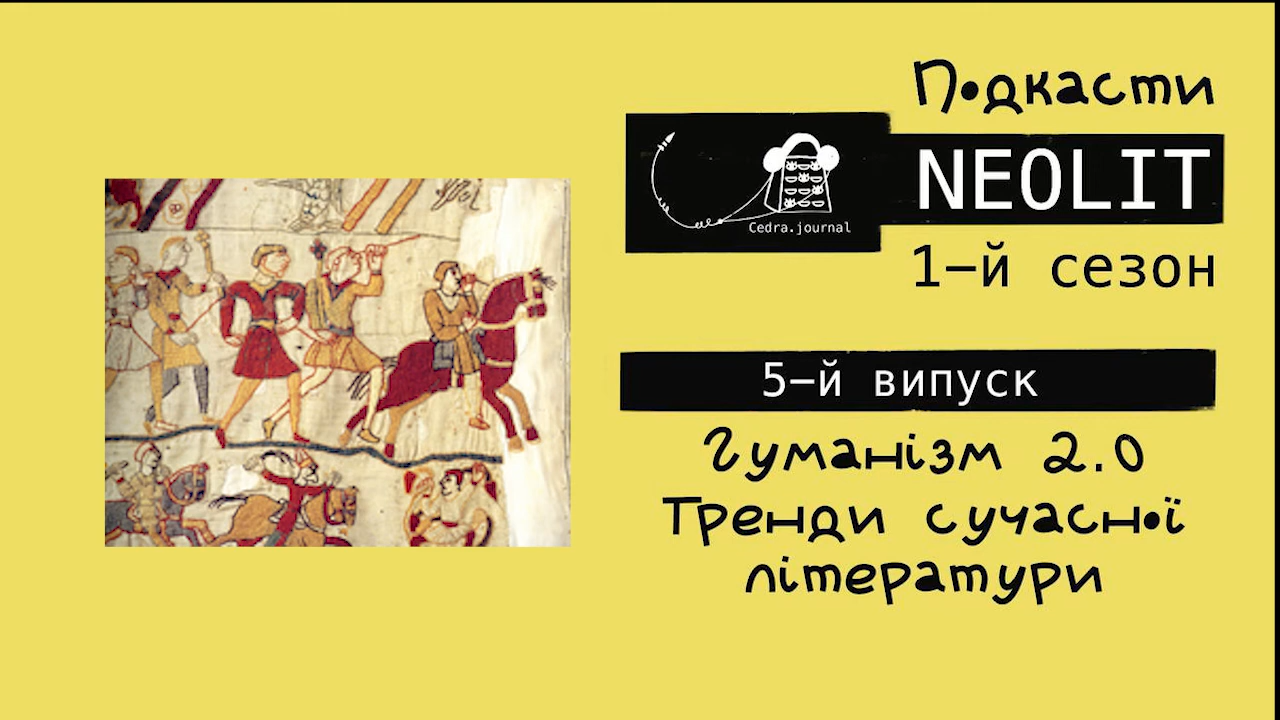 Подкасти
NEOLIT
Cedra.journal
1–й сезон
5–й випуск
Гуманізм 2.0
Тренди сучасної
літератури